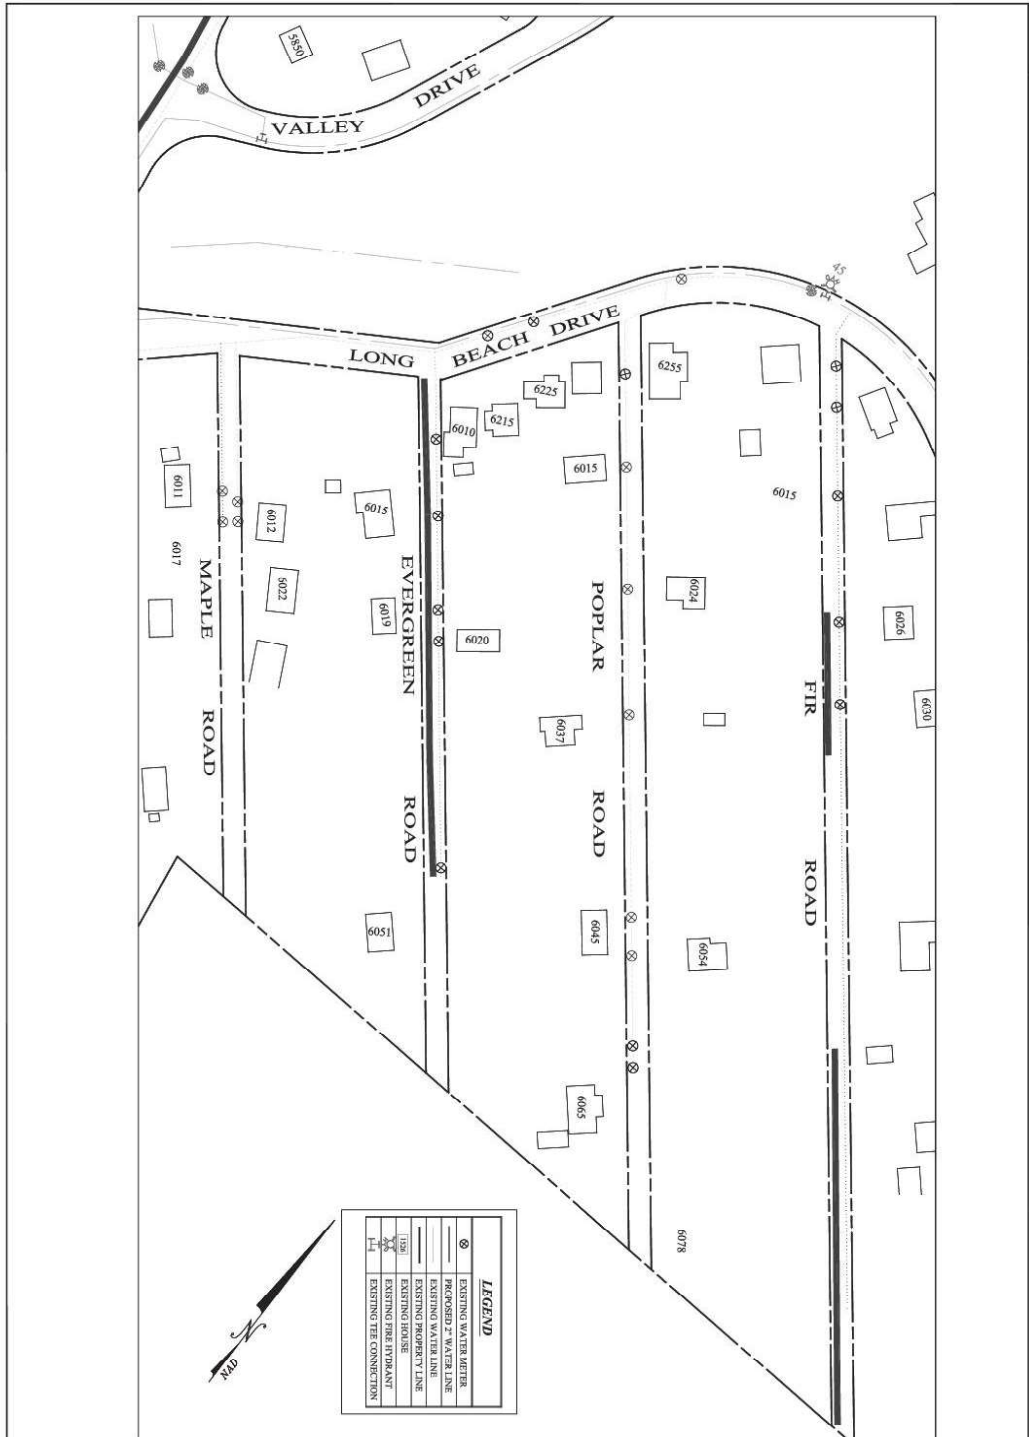 5850
VALLEY DRIVE
45
LONG BEACH DRIVE
6255
6225
6215
6010
6015
6015
6011
6012
6015
6017
MAPLE ROAD
6022
6019
EVERGREEN ROAD
6020
POPLAR ROAD
6024
6026
FIR ROAD
6030
6037
6051
6045
6054
6065
6078
LEGEND
EXISTING WATER METER
PROPOSED 2" WATER LINE
EXISTING WATER LINE
EXISTING PROPERTY LINE
1526 EXISTING HOUSE
EXISTING FIRE HYDRANT
EXISTING TEE CONNECTION
N
NAD